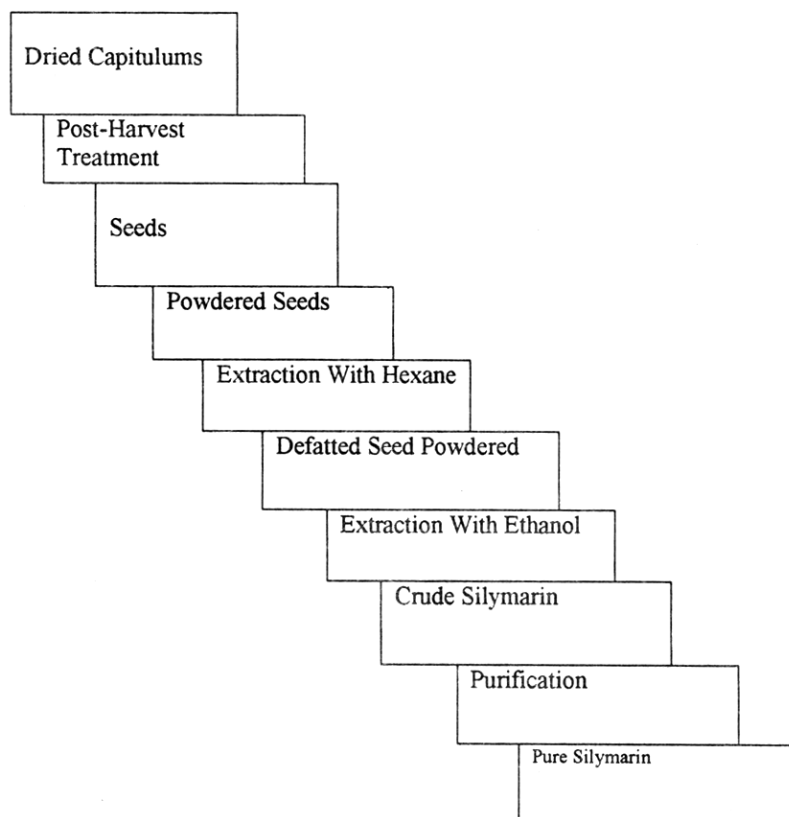 Dried Capitulums
Post-Harvest
Treatment
Seeds
Powdered Seeds
Extraction With Hexane
Defatted Seed Powdered
Extraction With Ethanol
Crude Silymarin
Purification
Pure Silymarin